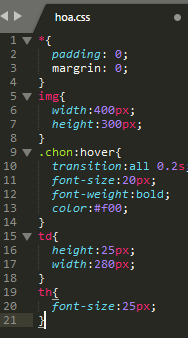 hoa.css
1 *{
2 padding: 0;
3 margrin: 0;
4 }
5 img{
6 width:400px;
7 height:300px;
8 }
9 .chon:hover{
10 transition:all 0.2s;
11 font-size:20px;
12 font-weight:bold;
13 color:#f00;
14 }
15 td{
16 height:25px;
17 width:280px;
18 }
19 th{
20 font-size:25px;
21 }